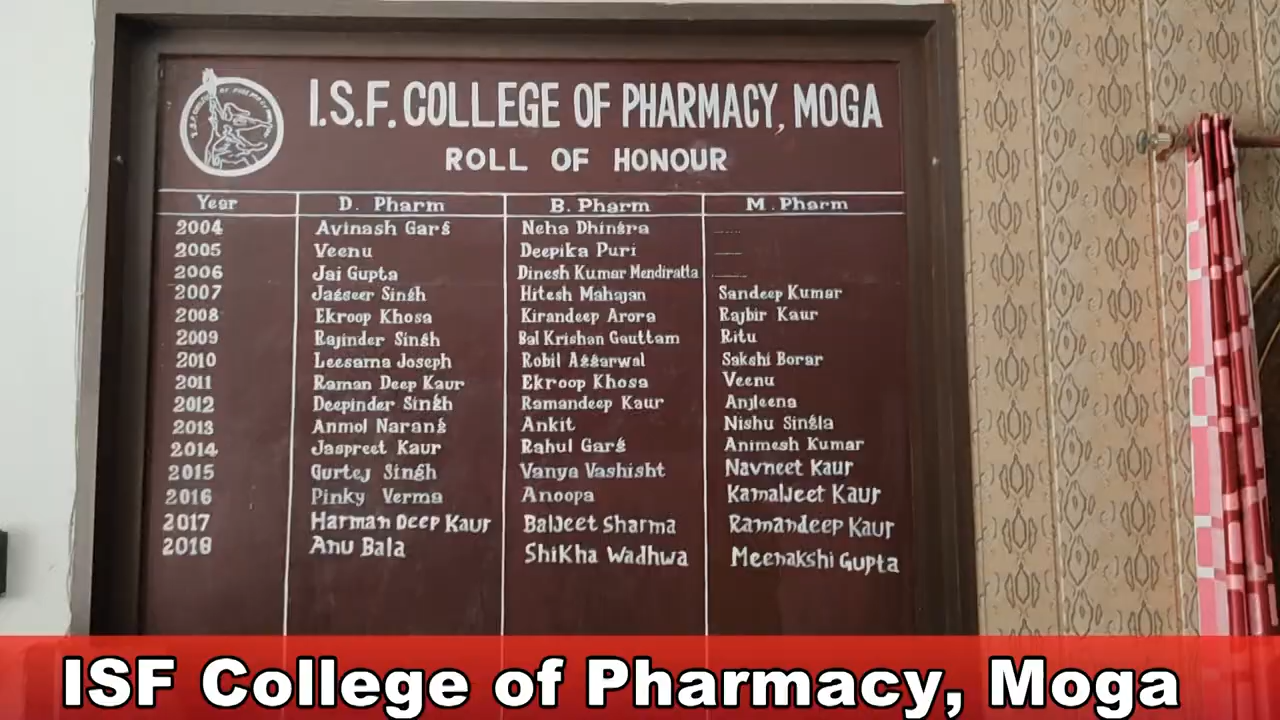 I.S.F. COLLEGE OF PHARMACY, MOGA
ROLL OF HONOUR
Year D. Pharm B. Pharm M. Pharm
2004 Avinash Garg Neha Dhingra ......
2005 Veenu Deepika Puri ——
2006 Jai Gupta Dinesh Kumar Mendiratta ——
2007 Jagseer Singh Hitesh Mahajan Sandeep Kumar
2008 Ekroop Khosa Kirandeep Arora Rajbir Kaur
2009 Rajinder Singh Bal Krishan Gauttam Ritu
2010 Leesama Joseph Robil Aggarwal Sakshi Borar
2011 Raman Deep Kaur Ekroop Khosa Veenu
2012 Deepinder Singh Ramandeep Kaur Anjleena
2013 Anmol Narang Ankit Nishu Singla
2014 Jaspreet Kaur Rahul Garg Animesh Kumar
2015 Gurtej Singh Vanya Vashisht Navneet Kaur
2016 Pinky Verma Anoopa Kamaljeet Kaur
2017 Harman Deep Kaur Baljeet Sharma Ramandeep Kaur
2018 Anu Bala Shikha Wadhwa Meenakshi Gupta
ISF College of Pharmacy, Moga